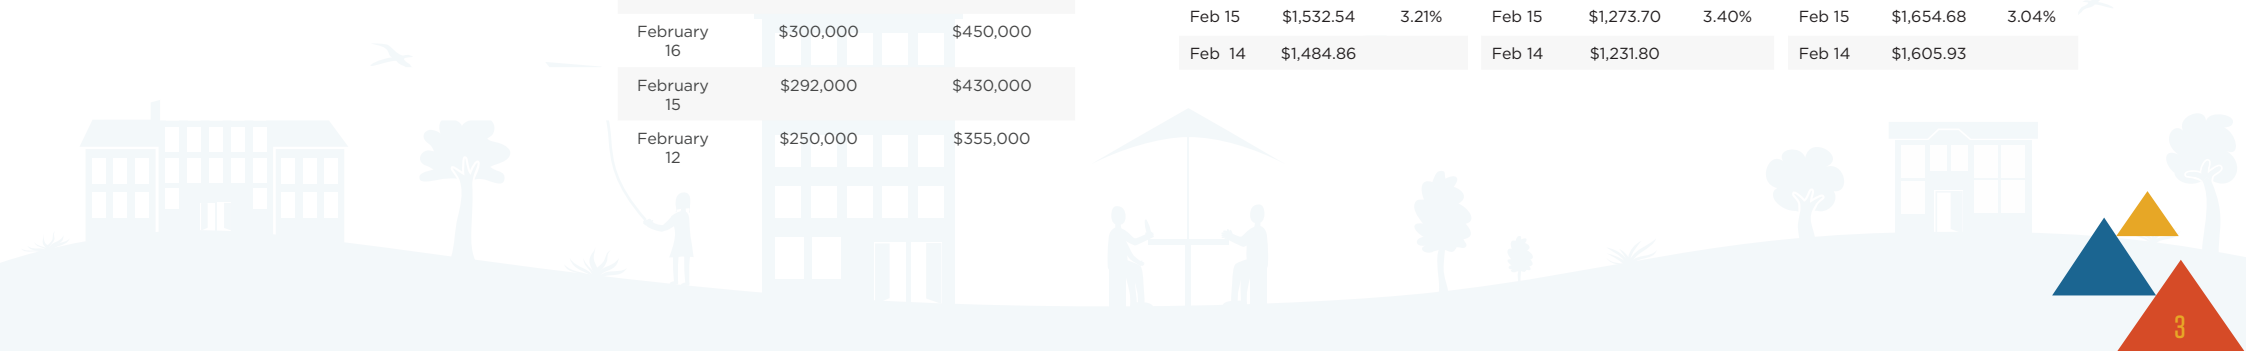 February $300,000 $450,000
16
February $292,000 $430,000
15
February $250,000 $355,000
12
Feb 15 $1,532.54 3.21% Feb 15 $1,273.70 3.40% Feb 15 $1,654.68 3.04%
Feb 14 $1,484.86 Feb 14 $1,231.80 Feb 14 $1,605.93
3